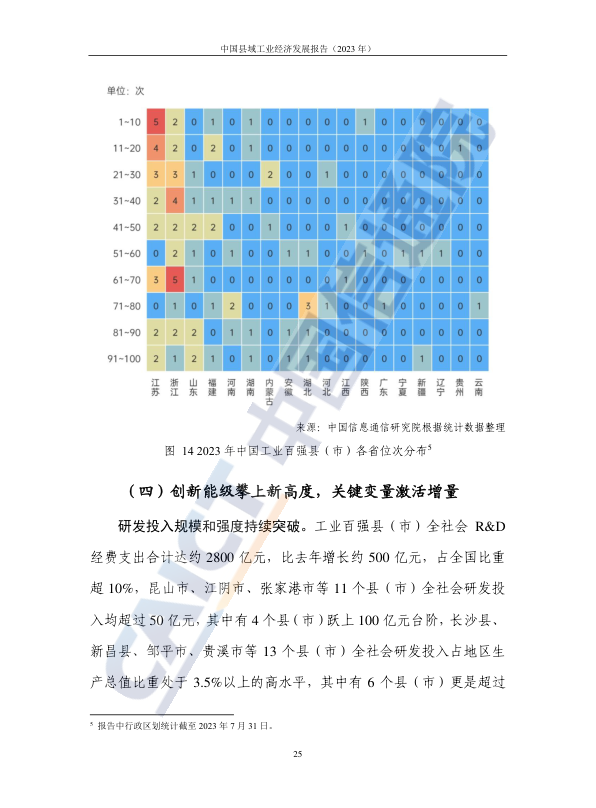 中国县域工业经济发展报告（2023 年）
单位：次
1~10 5 2 0 1 0 1 0 0 0 0 0 1 0 0 0 0 0 0
11~20 4 2 0 2 0 1 0 0 0 0 0 0 0 0 0 0 1 0
21~30 3 3 1 0 0 0 2 0 0 1 0 0 0 0 0 0 0 0
31~40 2 4 1 1 1 1 0 0 0 0 0 0 0 0 0 0 0 0
41~50 2 2 2 2 0 0 1 0 0 0 1 0 0 0 0 0 0 0
51~60 0 2 1 0 1 0 0 1 1 0 0 1 0 1 1 1 0 0
61~70 3 5 1 0 0 0 0 0 0 0 1 0 0 0 0 0 0 0
71~80 0 1 0 1 2 0 0 0 3 1 0 0 1 0 0 0 0 1
81~90 2 2 2 0 1 1 0 1 1 0 0 0 0 0 0 0 0 0
91~100 2 1 2 1 0 1 0 1 1 0 0 0 0 0 1 0 0 0
江苏 浙江 山东 福建 河南 湖南 内蒙古 安徽 湖北 河北 江西 陕西 广东 宁夏 新疆 辽宁 贵州 云南
来源：中国信息通信研究院根据统计数据整理
图 14 2023 年中国工业百强县（市）各省位次分布5
（四）创新能级攀上新高度，关键变量激活增量
研发投入规模和强度持续突破。工业百强县（市）全社会 R&D
经费支出合计达约 2800 亿元，比去年增长约 500 亿元，占全国比重
超 10%，昆山市、江阴市、张家港市等 11 个县（市）全社会研发投
入均超过 50 亿元，其中有 4 个县（市）跃上 100 亿元台阶，长沙县、
新昌县、邹平市、贵溪市等 13 个县（市）全社会研发投入占地区生
产总值比重处于 3.5%以上的高水平，其中有 6 个县（市）更是超过
5 报告中行政区划统计截至 2023 年 7 月 31 日。
25
CAICT 中国信通院